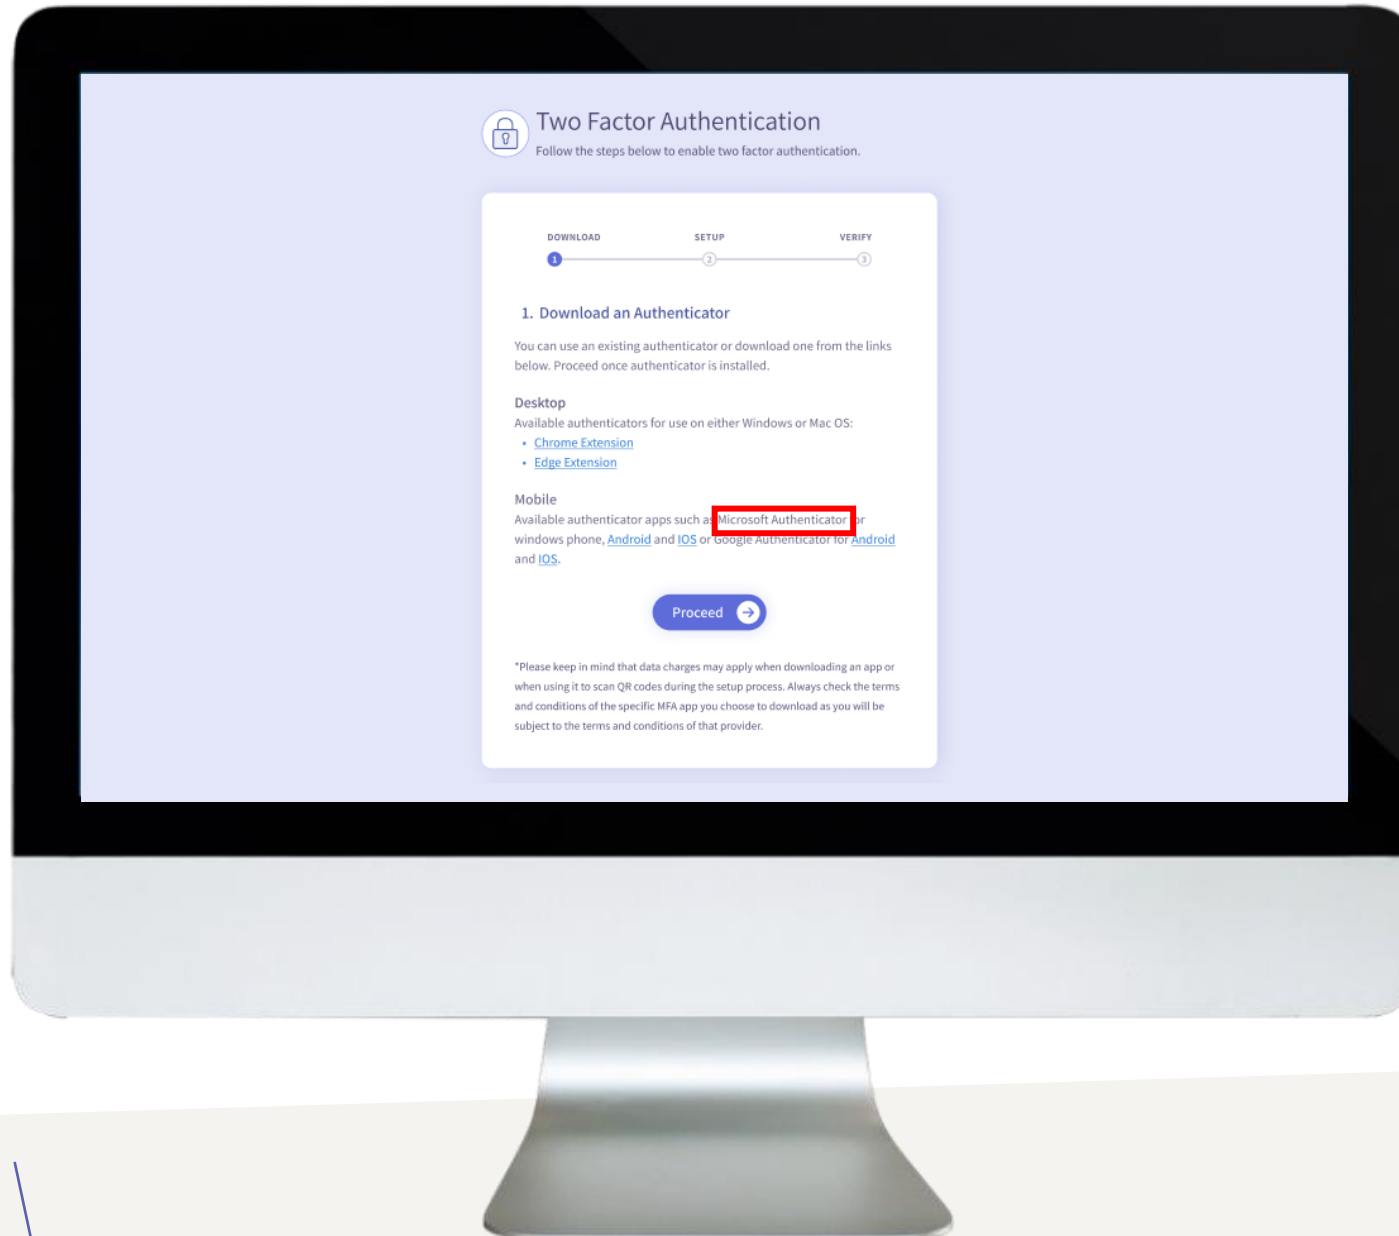 Two Factor Authentication
Follow the steps below to enable two factor authentication.
DOWNLOAD SETUP VERIFY
1 2 3
1. Download an Authenticator
You can use an existing authenticator or download one from the links
below. Proceed once authenticator is installed.
Desktop
Available authenticators for use on either Windows or Mac OS:
• Chrome Extension
• Edge Extension
Mobile
Available authenticator apps such as Microsoft Authenticator for
windows phone, Android and IOS or Google Authenticator for Android
and IOS.
Proceed
*Please keep in mind that data charges may apply when downloading an app or
when using it to scan QR codes during the setup process. Always check the terms
and conditions of the specific MFA app you choose to download as you will be
subject to the terms and conditions of that provider.